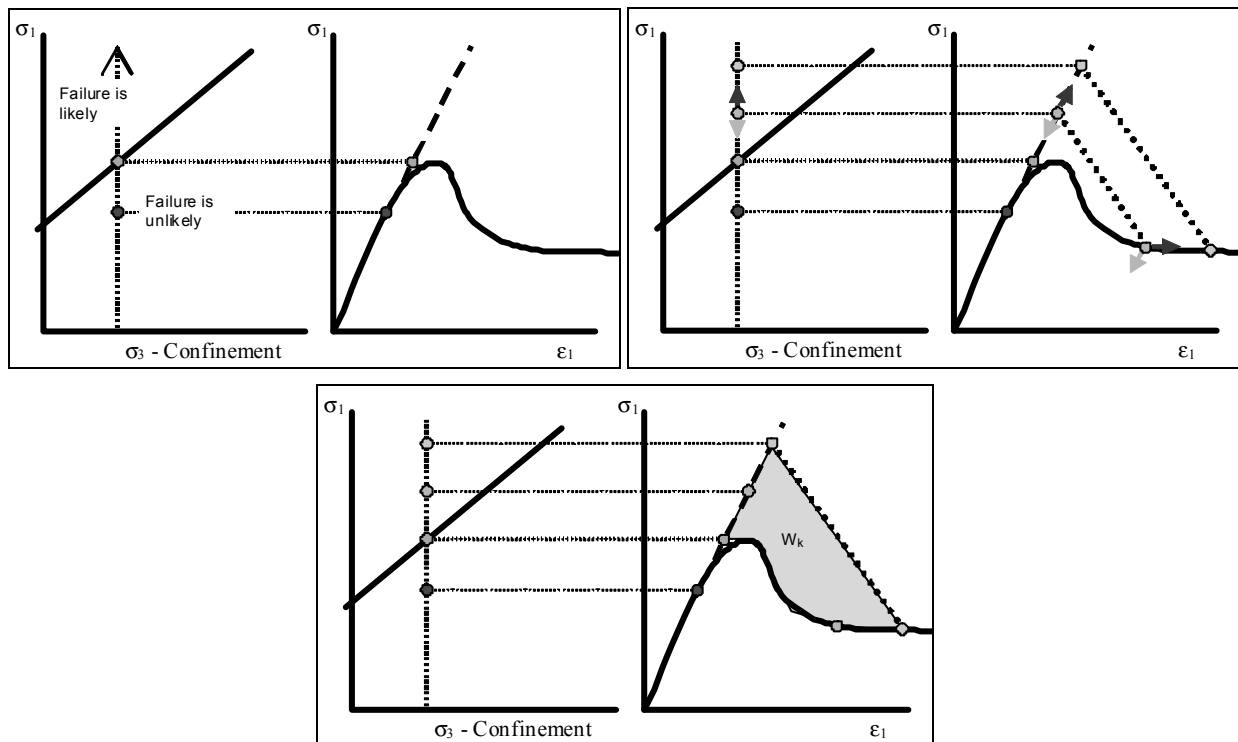 σ₁
σ₁
Failure is
likely
Failure is
unlikely
σ₃ - Confinement
ε₁
σ₁
σ₁
σ₃ - Confinement
ε₁
σ₁
σ₁
Wₖ
σ₃ - Confinement
ε₁